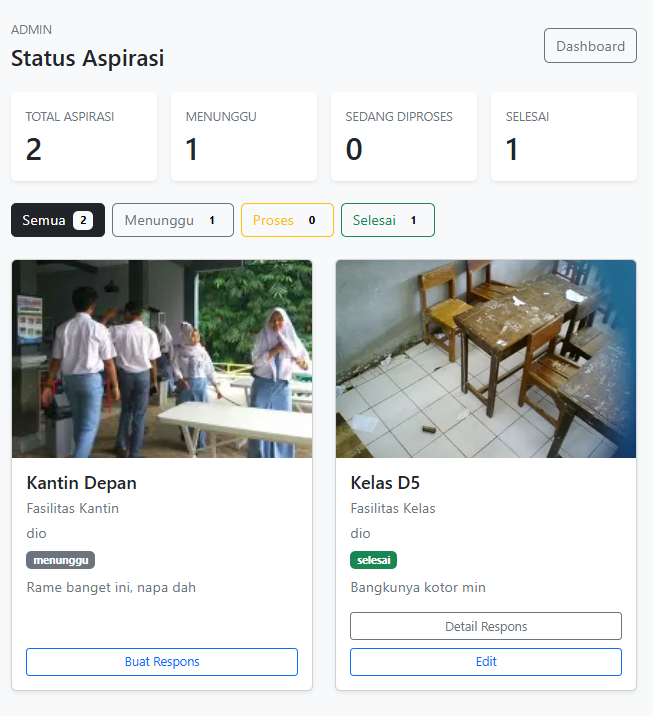 ADMIN
Status Aspirasi
Dashboard
TOTAL ASPIRASI
2
MENUNGGU
1
SEDANG DIPROSES
0
SELESAI
1
Semua 2
Menunggu 1
Proses 0
Selesai 1
Kantin Depan
Fasilitas Kantin
dio
menunggu
Rame banget ini, napa dah
Buat Respons
Kelas D5
Fasilitas Kelas
dio
selesai
Bangkunya kotor min
Detail Respons
Edit